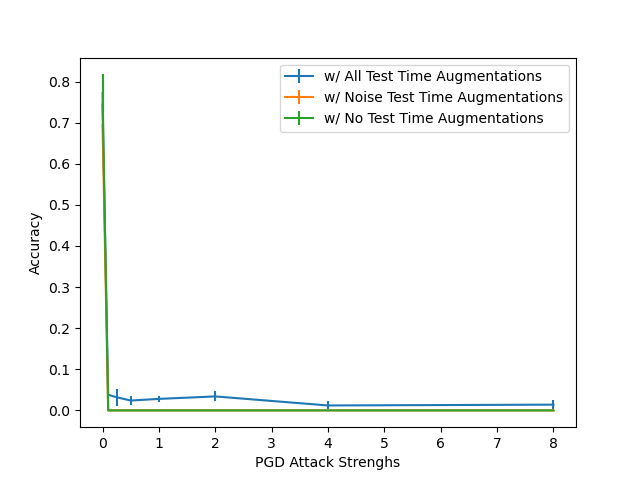 w/ All Test Time Augmentations
w/ Noise Test Time Augmentations
w/ No Test Time Augmentations
Accuracy
0.8
0.7
0.6
0.5
0.4
0.3
0.2
0.1
0.0
0 1 2 3 4 5 6 7 8
PGD Attack Strenghs